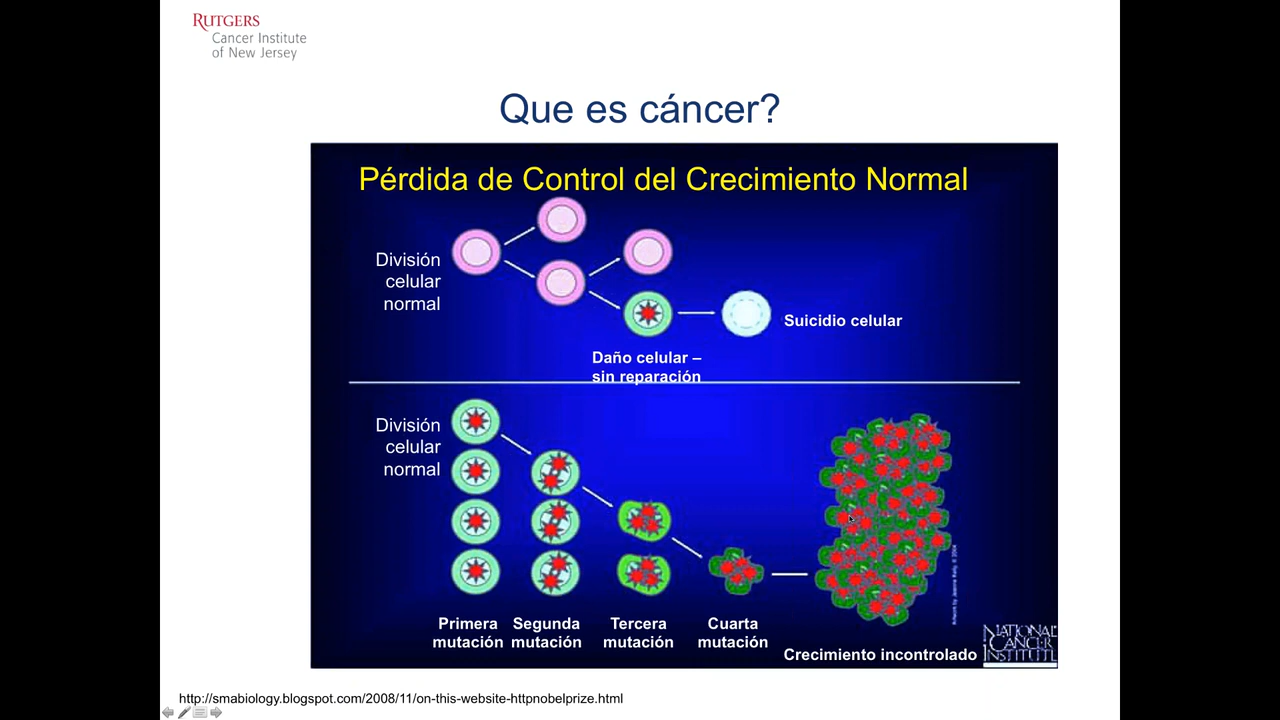 RUTGERS
Cancer Institute
of New Jersey
Que es cáncer?
Pérdida de Control del Crecimiento Normal
División
celular
normal
Suicidio celular
Daño celular –
sin reparación
División
celular
normal
Primera
mutación
Segunda
mutación
Tercera
mutación
Cuarta
mutación
Crecimiento incontrolado
NATIONAL
CANCER
INSTITUTE
http://smabiology.blogspot.com/2008/11/on-this-website-httpnobelprize.html